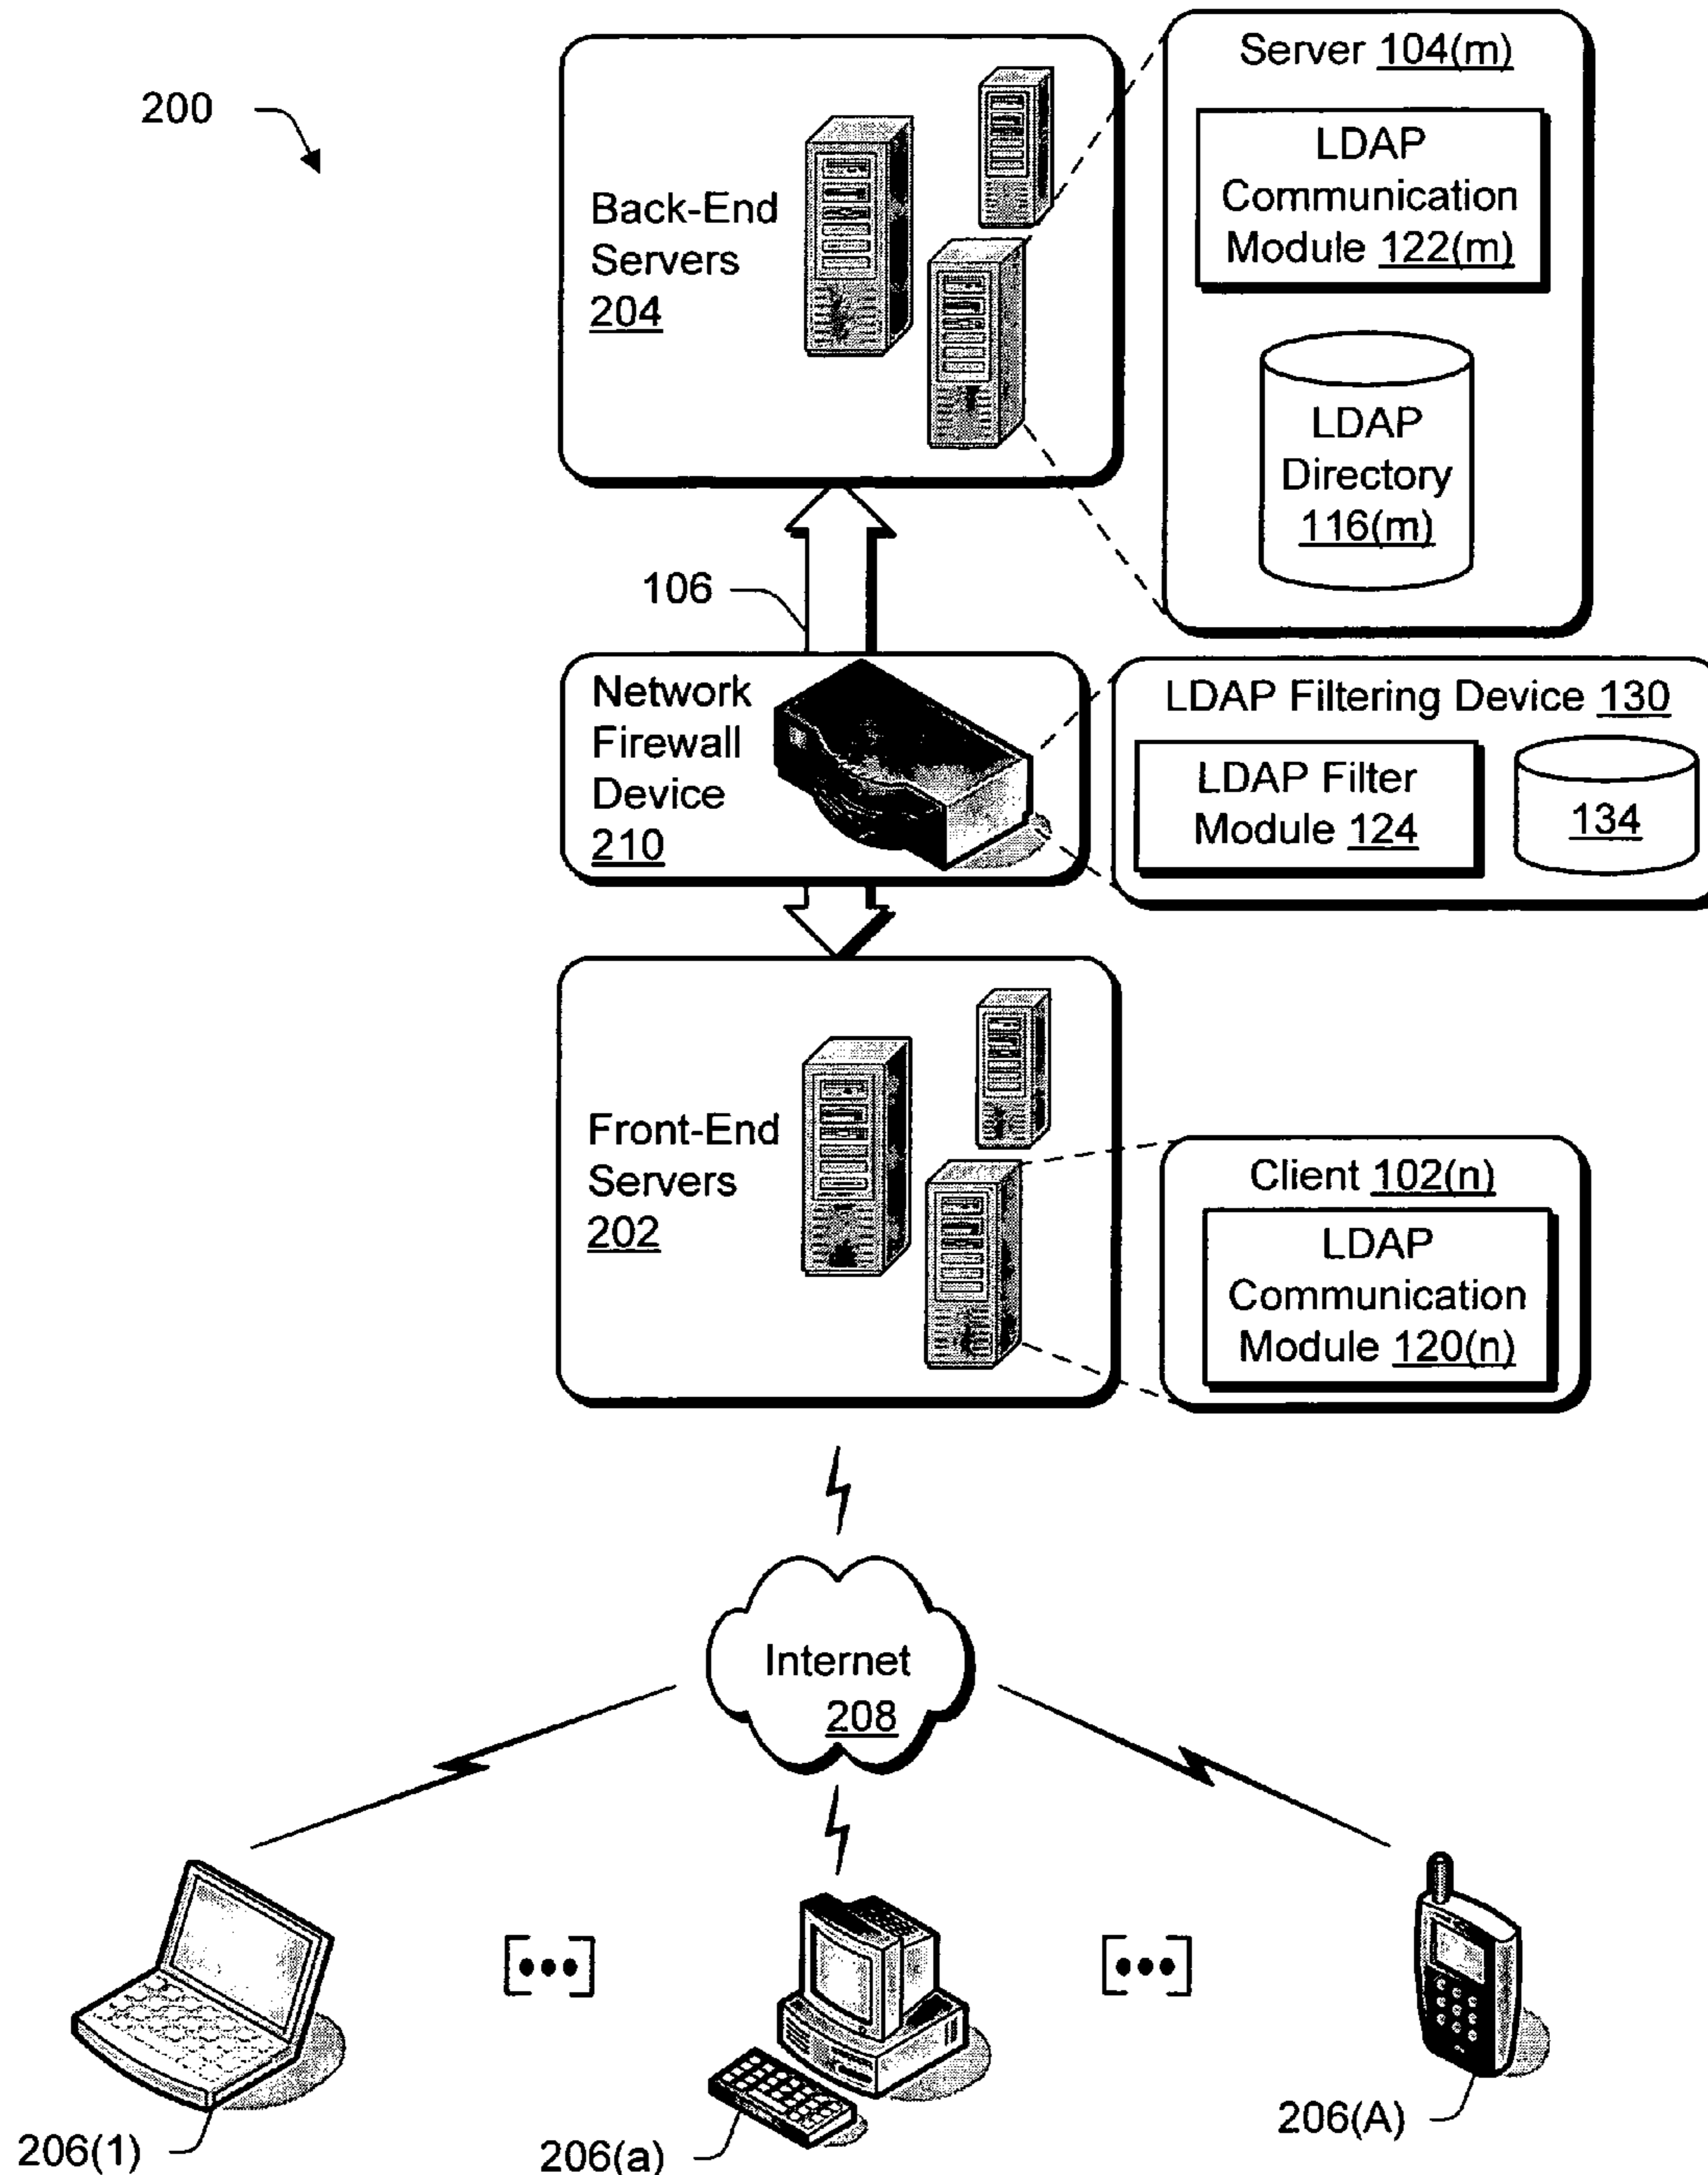 200
Back-End
Servers
204
Server 104(m)
LDAP
Communication
Module 122(m)
LDAP
Directory
116(m)
106
Network
Firewall
Device
210
LDAP Filtering Device 130
LDAP Filter
Module 124
134
Front-End
Servers
202
Client 102(n)
LDAP
Communication
Module 120(n)
Internet
208
[•••]
[•••]
206(1)
206(a)
206(A)